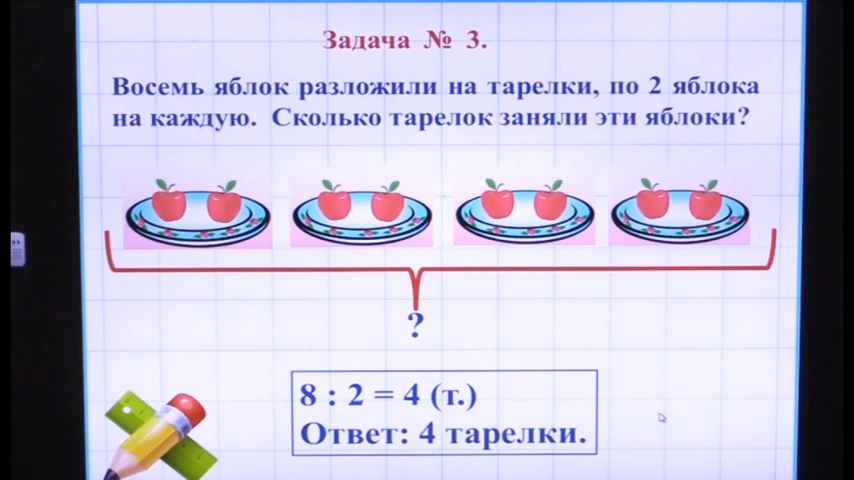 Задача № 3.
Восемь яблок разложили на тарелки, по 2 яблока
на каждую. Сколько тарелок заняли эти яблоки?
?
8 : 2 = 4 (т.)
Ответ: 4 тарелки.